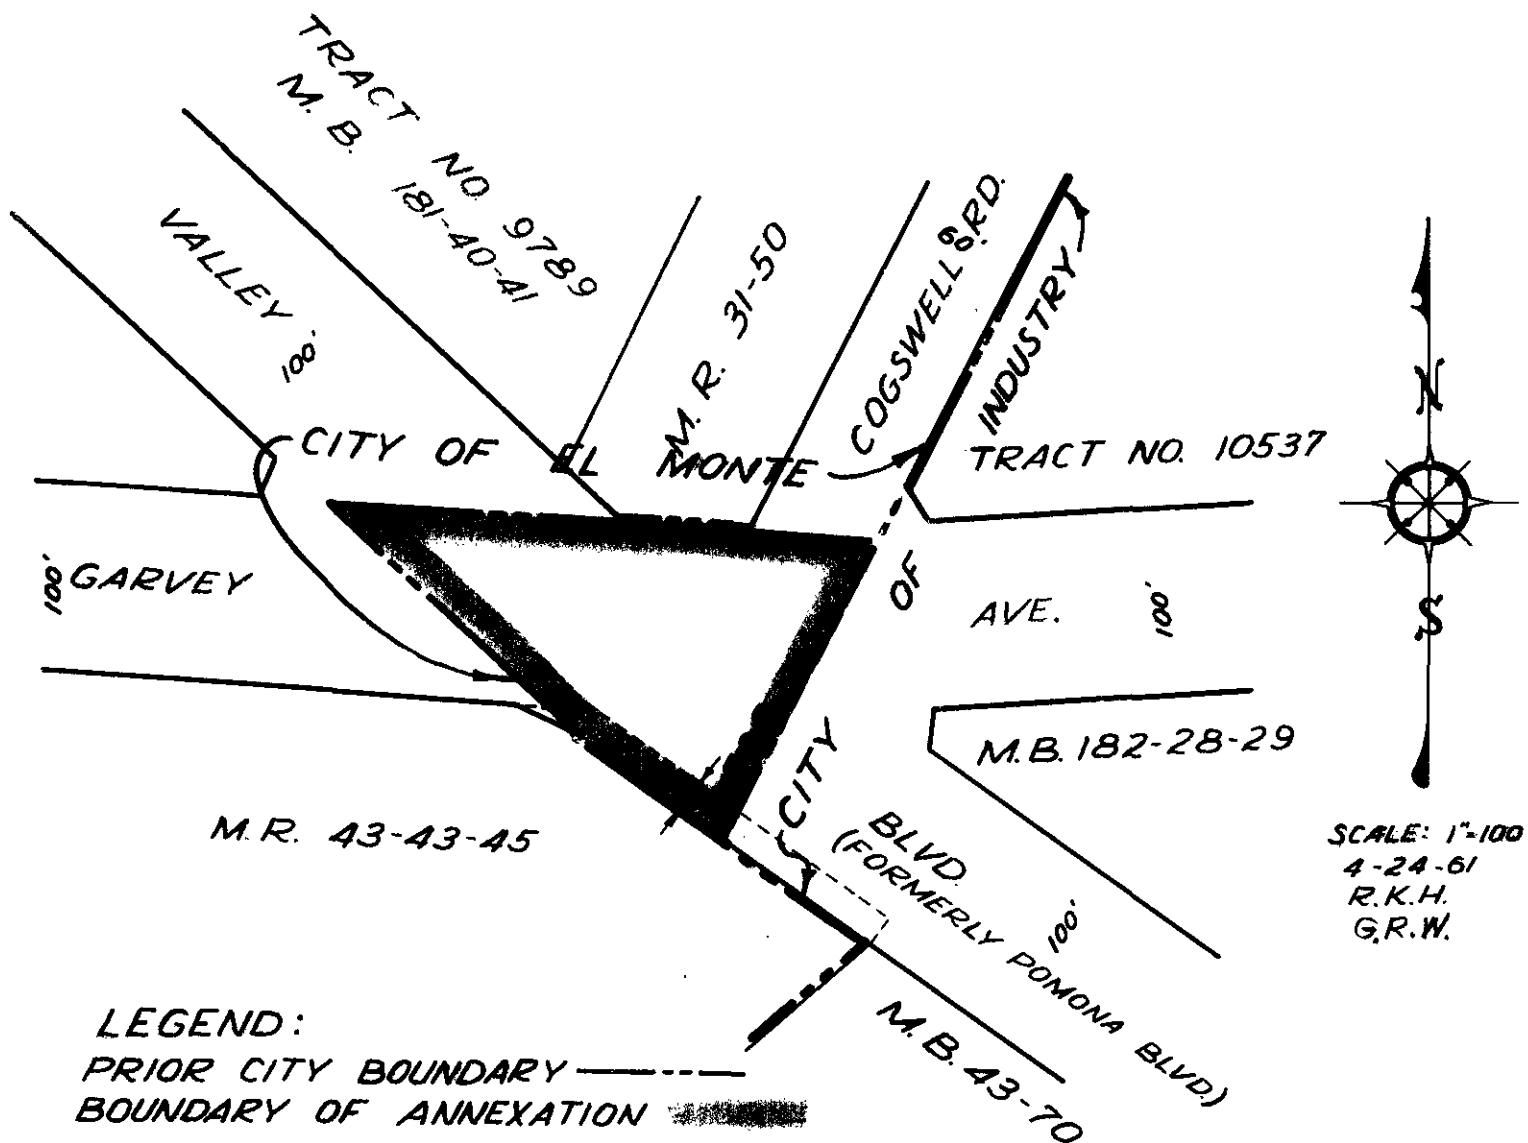 TRACT NO. 9789
M. B. 181-40-41
VALLEY 100'
M. R. 31-50
COGSWELL RD.
60'
CITY OF EL MONTE
CITY OF INDUSTRY
TRACT NO. 10537
N
100' GARVEY
AVE. 100'
S
M.B. 182-28-29
M.R. 43-43-45
BLVD.
(FORMERLY POMONA BLVD.)
100'
SCALE: 1"=100
4-24-61
R.K.H.
G.R.W.
M.B. 43-70
LEGEND:
PRIOR CITY BOUNDARY
BOUNDARY OF ANNEXATION